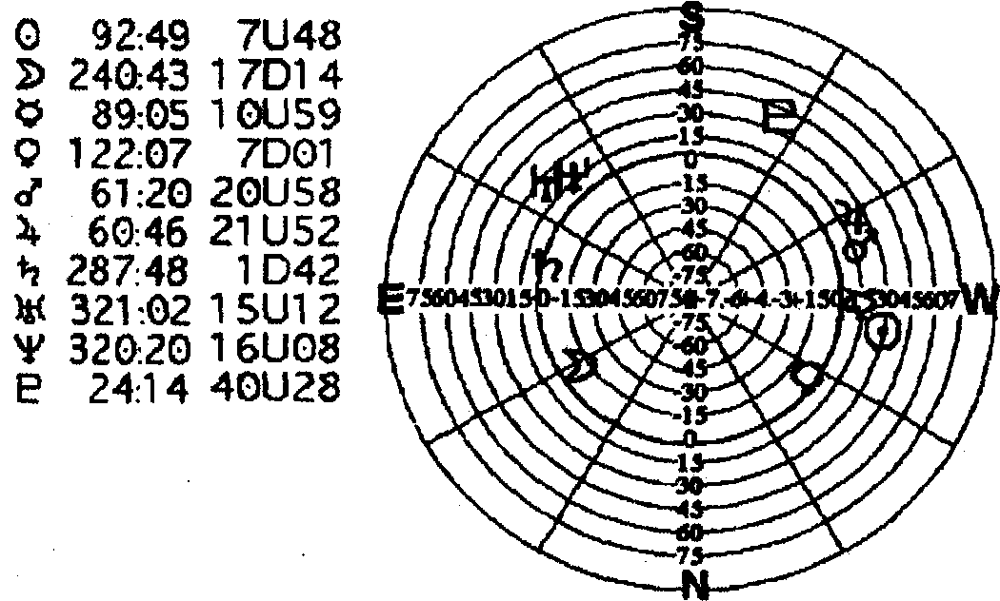 ☉ 92:49 7U48
☽ 240:43 17D14
☿ 89:05 10U59
♀ 122:07 7D01
♂ 61:20 20U58
♃ 60:46 21U52
♄ 287:48 1D42
♅ 321:02 15U12
♆ 320:20 16U08
♇ 24:14 40U28
S
75
60
45
30
15
0
-15
-30
-45
-60
-75
E
W
-75
-60
-45
-30
-15
0
15
30
45
60
75
N